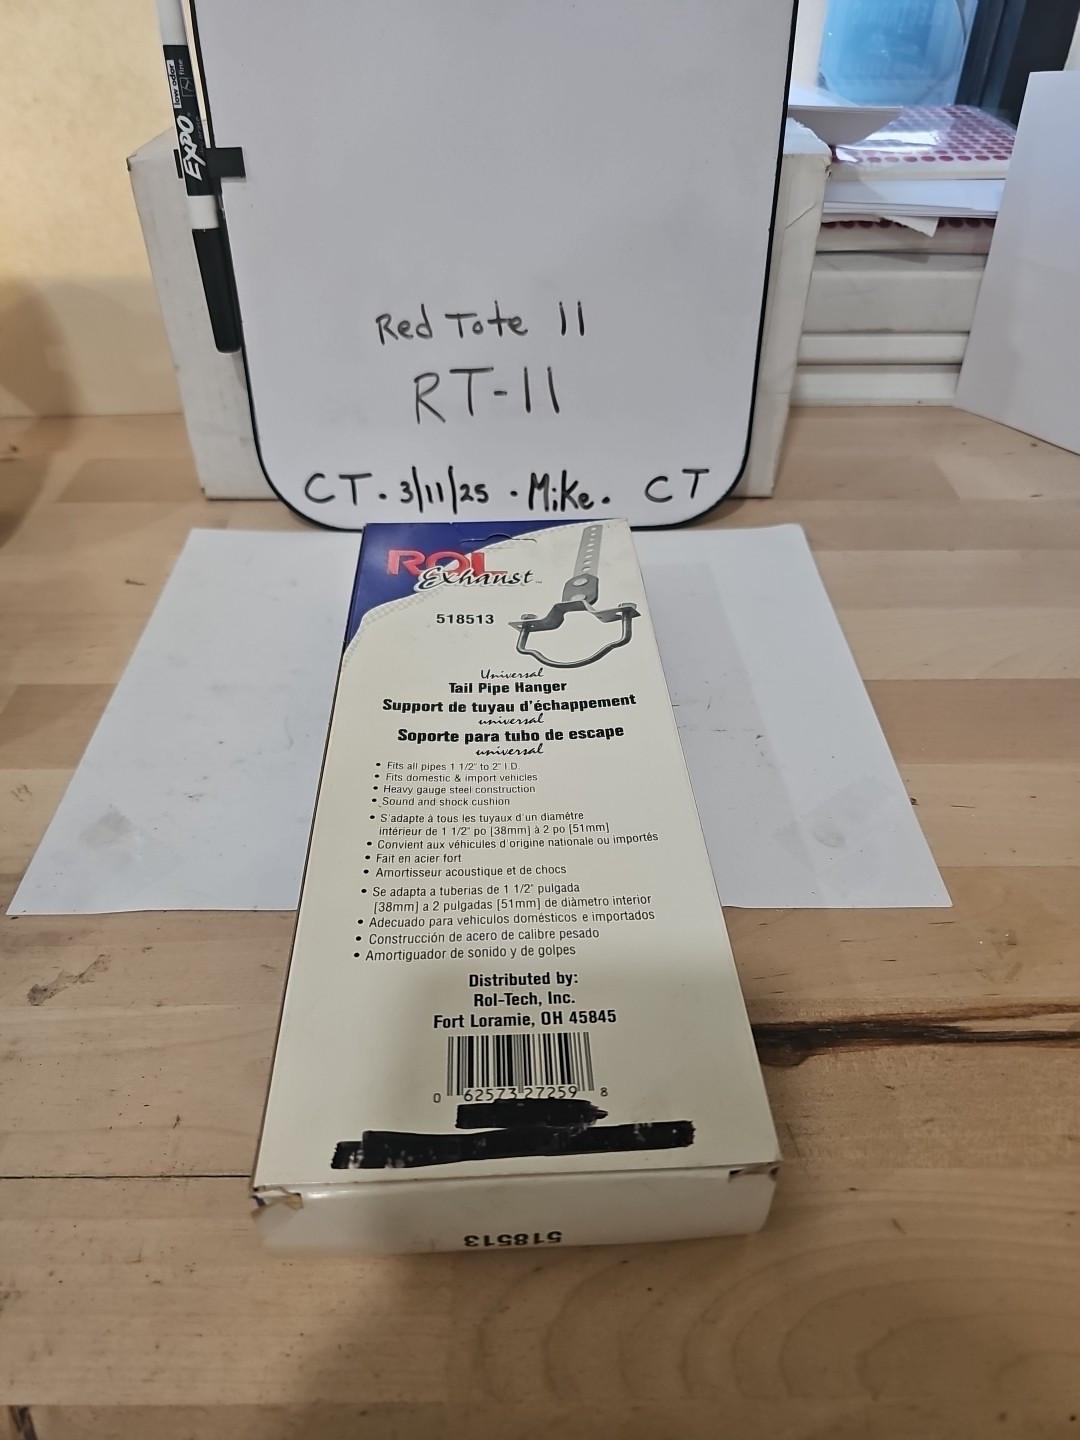 low odor
fine
EXPO
Red Tote 11
RT-11
CT. 3/11/25 . Mike. CT
ROL
Exhaust
518513
Universal
Tail Pipe Hanger
Support de tuyau d'échappement
universal
Soporte para tubo de escape
universal
• Fits all pipes 1 1/2" to 2" I.D.
• Fits domestic & import vehicles
• Heavy gauge steel construction
• Sound and shock cushion
• S'adapte à tous les tuyaux d'un diamètre
intérieur de 1 1/2" po [38mm] à 2 po [51mm]
• Convient aux véhicules d'origine nationale ou importés
• Fait en acier fort
• Amortisseur acoustique et de chocs
• Se adapta a tuberias de 1 1/2" pulgada
[38mm] a 2 pulgadas [51mm] de diàmetro interior
• Adecuado para vehiculos domésticos e importados
• Construcción de acero de calibre pesado
• Amortiguador de sonido y de golpes
Distributed by:
Rol-Tech, Inc.
Fort Loramie, OH 45845
0 62573 27259 8
518513